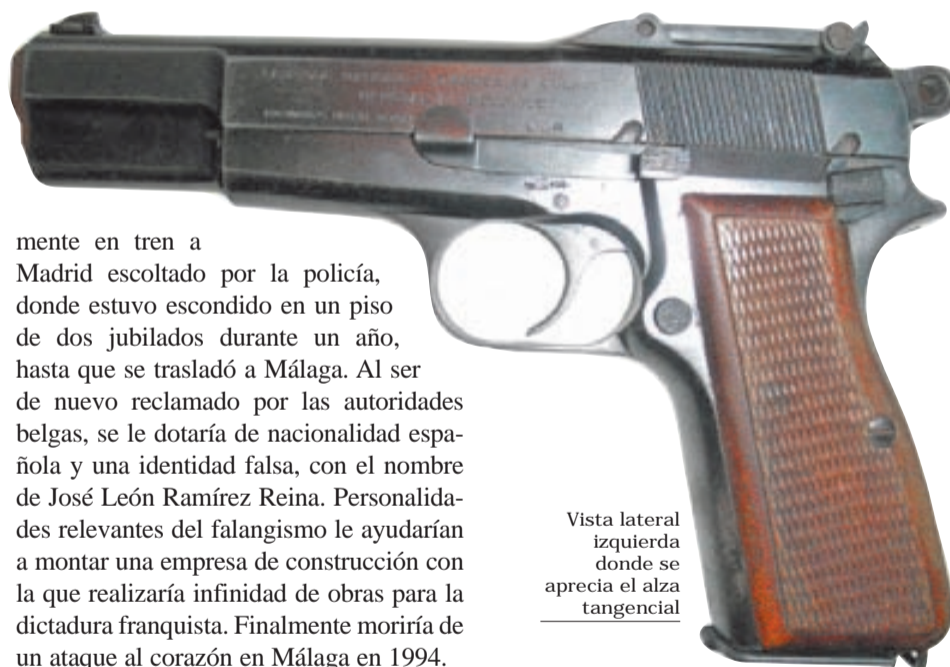 mente en tren a
Madrid escoltado por la policía,
donde estuvo escondido en un piso
de dos jubilados durante un año,
hasta que se trasladó a Málaga. Al ser
de nuevo reclamado por las autoridades
belgas, se le dotaría de nacionalidad espa-
ñola y una identidad falsa, con el nombre
de José León Ramírez Reina. Personalida-
des relevantes del falangismo le ayudarían
a montar una empresa de construcción con
la que realizaría infinidad de obras para la
dictadura franquista. Finalmente moriría de
un ataque al corazón en Málaga en 1994.
Vista lateral
izquierda
donde se
aprecia el alza
tangencial